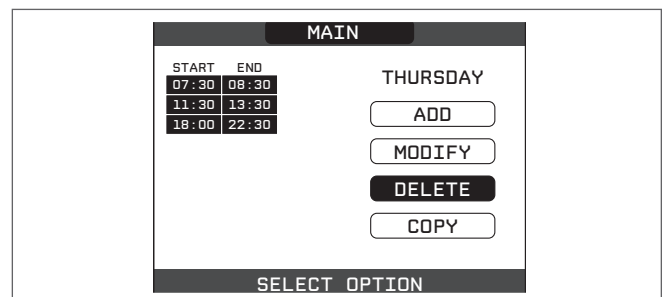 MAIN
START END
07:30 08:30
11:30 13:30
18:00 22:30
THURSDAY
ADD
MODIFY
DELETE
COPY
SELECT OPTION